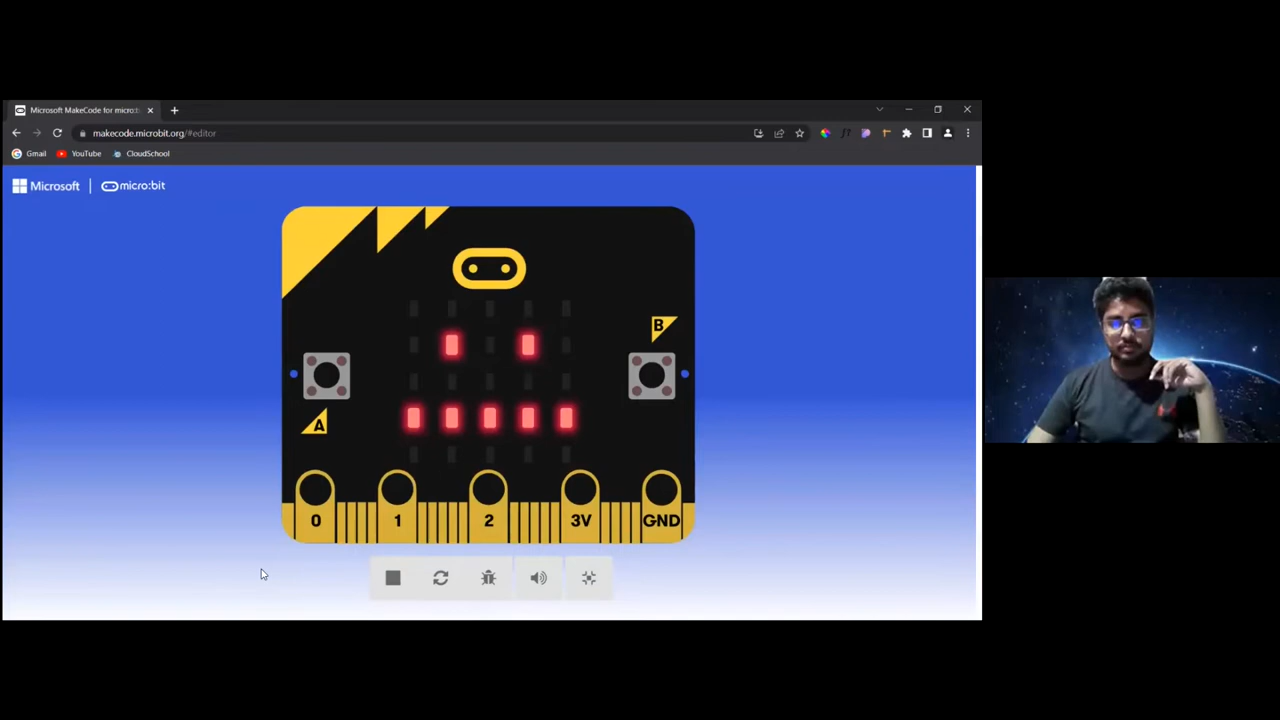 Microsoft MakeCode for micro:b
makecode.microbit.org/#editor
Gmail YouTube CloudSchool
Microsoft micro:bit
B
A
0 1 2 3V GND